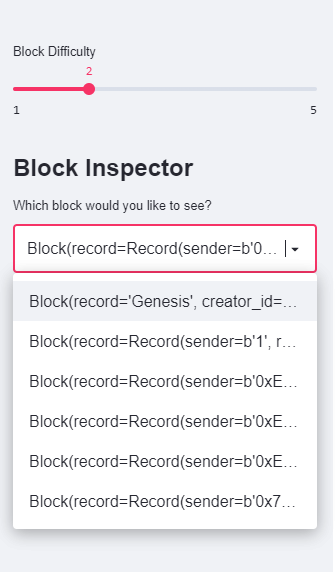 Block Difficulty
2
1 5
Block Inspector
Which block would you like to see?
Block(record=Record(sender=b'0…
Block(record='Genesis', creator_id=…
Block(record=Record(sender=b'1', r…
Block(record=Record(sender=b'0xE…
Block(record=Record(sender=b'0xE…
Block(record=Record(sender=b'0xE…
Block(record=Record(sender=b'0x7…